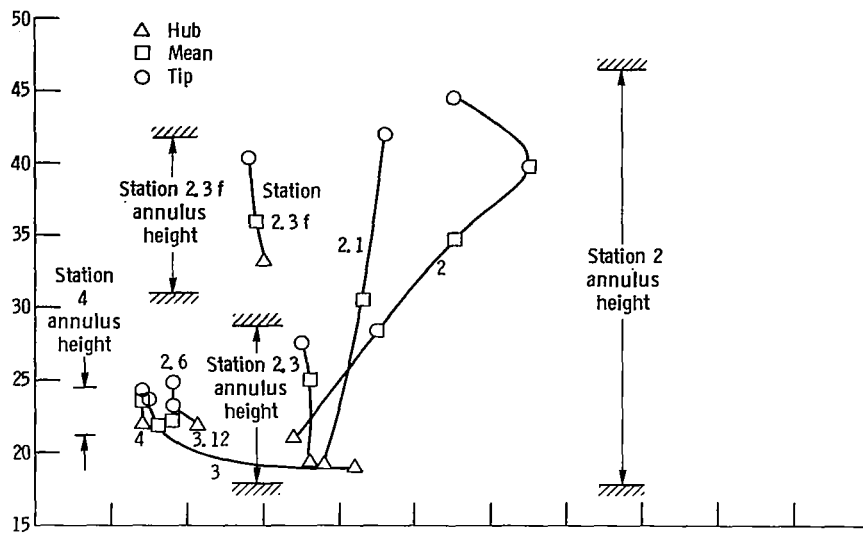 50
45
40
35
30
25
20
15
Hub
Mean
Tip
Station 2.3 f
annulus
height
Station
2.3 f
2.1
2
Station 2
annulus
height
Station
4
annulus
height
2.6
Station 2.3
annulus
height
4
3.12
3